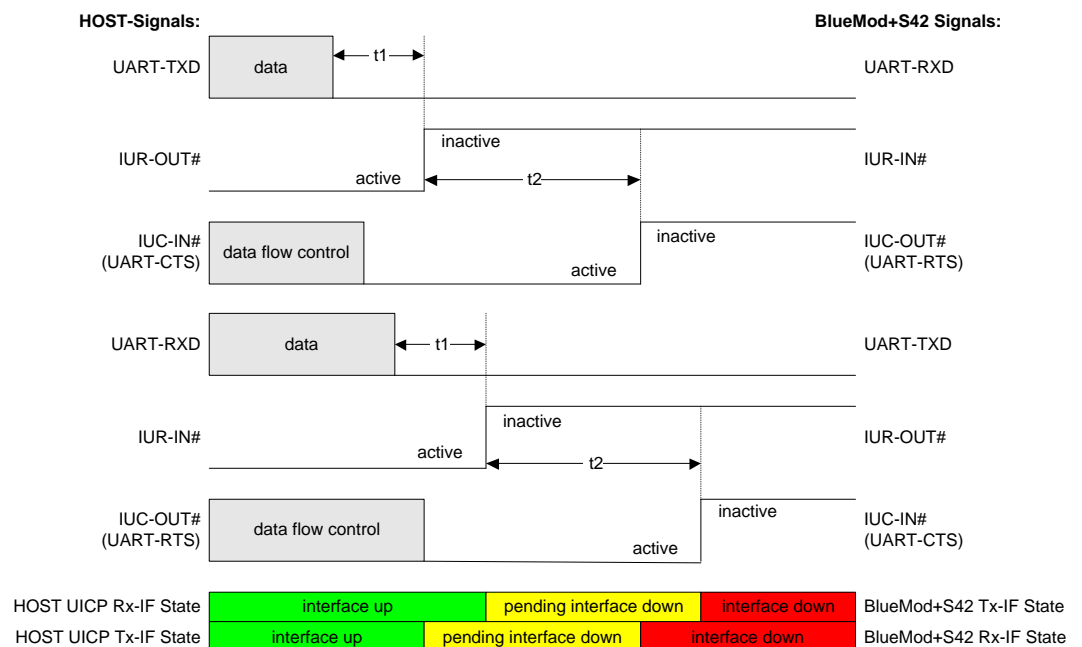 HOST-Signals: BlueMod+S42 Signals:
UART-TXD data t1 UART-RXD
inactive
IUR-OUT# IUR-IN#
active t2
IUC-IN# inactive IUC-OUT#
(UART-CTS) data flow control (UART-RTS)
active
UART-RXD data t1 UART-TXD
inactive
IUR-IN# IUR-OUT#
active t2
IUC-OUT# inactive IUC-IN#
(UART-RTS) data flow control (UART-CTS)
active
HOST UICP Rx-IF State interface up pending interface down interface down BlueMod+S42 Tx-IF State
HOST UICP Tx-IF State interface up pending interface down interface down BlueMod+S42 Rx-IF State